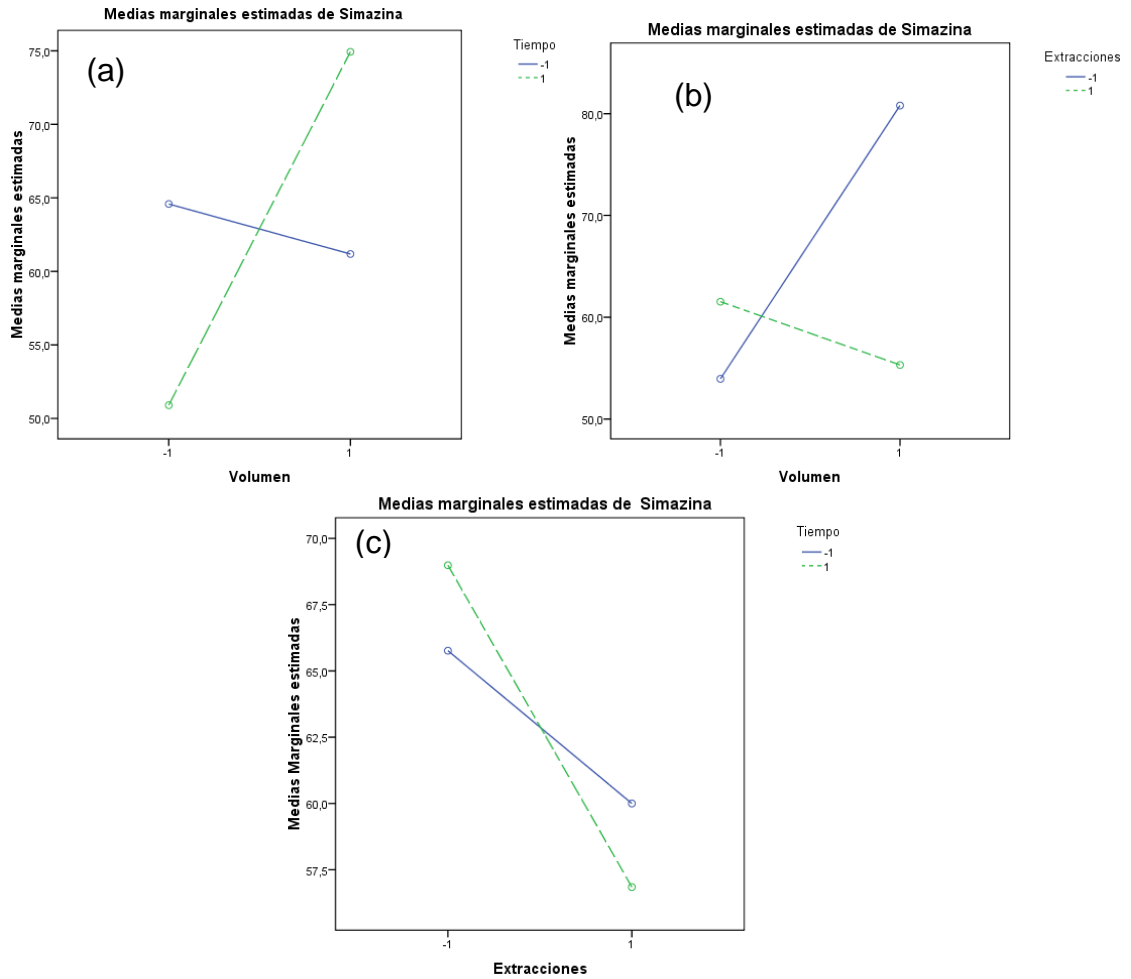 Medias marginales estimadas de Simazina
(a)
Medias marginales estimadas
75,0
70,0
65,0
60,0
55,0
50,0
-1
1
Volumen
Tiempo
-1
1
Medias marginales estimadas de Simazina
(b)
Medias marginales estimadas
80,0
70,0
60,0
50,0
-1
1
Volumen
Extracciones
-1
1
Medias marginales estimadas de Simazina
(c)
Medias Marginales estimadas
70,0
67,5
65,0
62,5
60,0
57,5
-1
1
Extracciones
Tiempo
-1
1